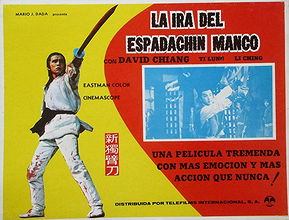 MARIO J. DADA presenta
LA IRA DEL
ESPADACHIN MANCO
CON DAVID CHIANG TI LUNG LI CHING
EASTMAN COLOR
CINEMASCOPE
新獨臂刀
UNA PELICULA TREMENDA
CON MAS EMOCION Y MAS
ACCION QUE NUNCA!
DISTRIBUIDA POR TELEFILMS INTERNACIONAL, S. A.